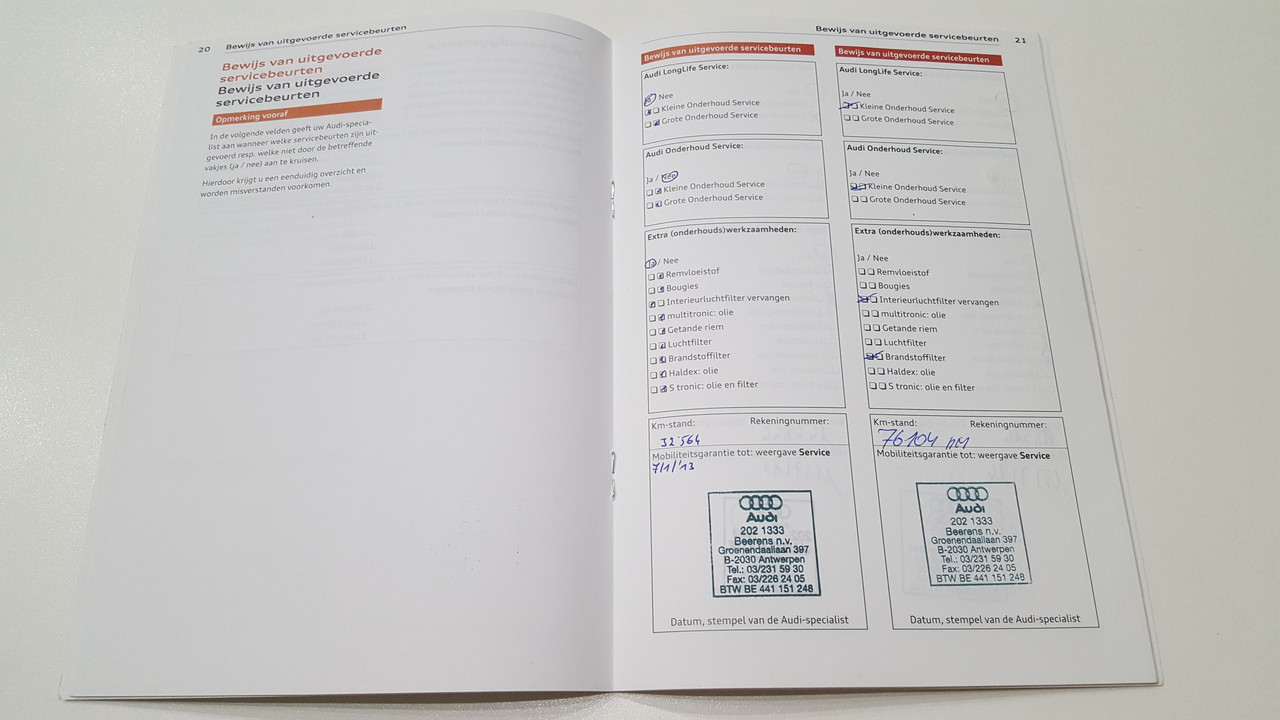 20 Bewijs van uitgevoerde servicebeurten
Bewijs van uitgevoerde
servicebeurten
Bewijs van uitgevoerde
servicebeurten
Opmerking vooraf
In de volgende velden geeft uw Audi-specia-
list aan wanneer welke servicebeurten zijn uit-
gevoerd resp. welke niet door de betreffende
vakjes (ja / nee) aan te kruisen.
Hierdoor krijgt u een eenduidig overzicht en
worden misverstanden voorkomen.
Bewijs van uitgevoerde servicebeurten 21
Bewijs van uitgevoerde servicebeurten
Audi LongLife Service:
Ja / Nee
Kleine Onderhoud Service
Grote Onderhoud Service
Audi Onderhoud Service:
Ja / Nee
Kleine Onderhoud Service
Grote Onderhoud Service
Extra (onderhouds)werkzaamheden:
Ja / Nee
Remvloeistof
Bougies
Interieurluchtfilter vervangen
multitronic: olie
Getande riem
Luchtfilter
Brandstoffilter
Haldex: olie
S tronic: olie en filter
Km-stand: Rekeningnummer:
32564
Mobiliteitsgarantie tot: weergave Service
7/1/13
Audi
202 1333
Beerens n.v.
Groenendaallaan 397
B-2030 Antwerpen
Tel.: 03/231 59 30
Fax: 03/226 24 05
BTW BE 441 151 248
Datum, stempel van de Audi-specialist
Bewijs van uitgevoerde servicebeurten
Audi LongLife Service:
Ja / Nee
Kleine Onderhoud Service
Grote Onderhoud Service
Audi Onderhoud Service:
Ja / Nee
Kleine Onderhoud Service
Grote Onderhoud Service
Extra (onderhouds)werkzaamheden:
Ja / Nee
Remvloeistof
Bougies
Interieurluchtfilter vervangen
multitronic: olie
Getande riem
Luchtfilter
Brandstoffilter
Haldex: olie
S tronic: olie en filter
Km-stand: Rekeningnummer:
76104
Mobiliteitsgarantie tot: weergave Service
Audi
202 1333
Beerens n.v.
Groenendaallaan 397
B-2030 Antwerpen
Tel.: 03/231 59 30
Fax: 03/226 24 05
BTW BE 441 151 248
Datum, stempel van de Audi-specialist